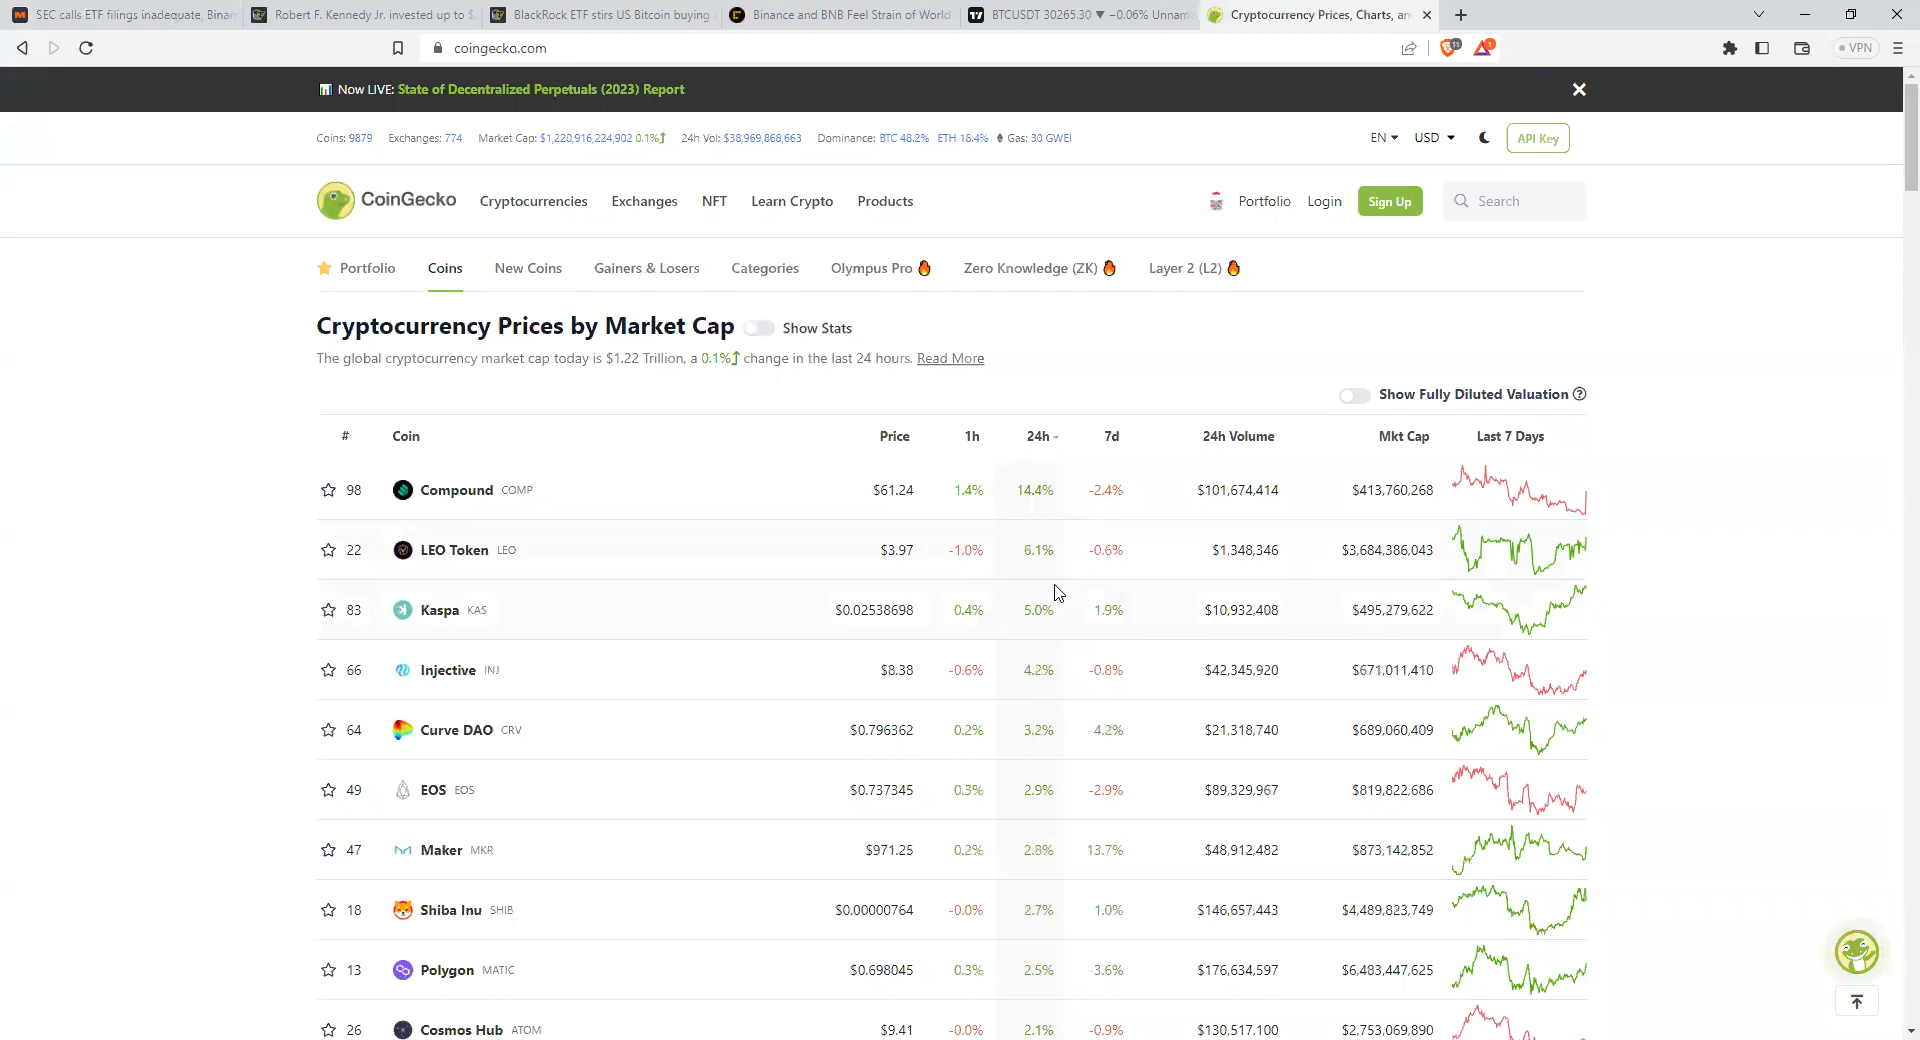 SEC calls ETF filings inadequate, Binan
Robert F. Kennedy Jr. invested up to $
BlackRock ETF stirs US Bitcoin buying
Binance and BNB Feel Strain of World
BTCUSDT 30265.30 ▼ −0.06% Unname
Cryptocurrency Prices, Charts, an
coingecko.com
11
1
VPN
Now LIVE: State of Decentralized Perpetuals (2023) Report
Coins: 9879 Exchanges: 774 Market Cap: $1,220,916,224,902 0.1% 24h Vol: $38,969,868,663 Dominance: BTC 48.2% ETH 18.4% Gas: 30 GWEI
EN USD API Key
CoinGecko Cryptocurrencies Exchanges NFT Learn Crypto Products Portfolio Login Sign Up Search
Portfolio Coins New Coins Gainers & Losers Categories Olympus Pro Zero Knowledge (ZK) Layer 2 (L2)
Cryptocurrency Prices by Market Cap Show Stats
The global cryptocurrency market cap today is $1.22 Trillion, a 0.1% change in the last 24 hours. Read More
Show Fully Diluted Valuation
# Coin Price 1h 24h 7d 24h Volume Mkt Cap Last 7 Days
98 Compound COMP $61.24 1.4% 14.4% -2.4% $101,674,414 $413,760,268
22 LEO Token LEO $3.97 -1.0% 6.1% -0.6% $1,348,346 $3,684,386,043
83 Kaspa KAS $0.02538698 0.4% 5.0% 1.9% $10,932,408 $495,279,622
66 Injective INJ $8.38 -0.6% 4.2% -0.8% $42,345,920 $671,011,410
64 Curve DAO CRV $0.796362 0.2% 3.2% 4.2% $21,318,740 $689,060,409
49 EOS EOS $0.737345 0.3% 2.9% -2.9% $89,329,967 $819,822,686
47 Maker MKR $971.25 0.2% 2.8% 13.7% $48,912,482 $873,142,852
18 Shiba Inu SHIB $0.00000764 -0.0% 2.7% 1.0% $146,657,443 $4,489,823,749
13 Polygon MATIC $0.698045 0.3% 2.5% 3.6% $176,634,597 $6,483,447,625
26 Cosmos Hub ATOM $9.41 -0.0% 2.1% -0.9% $130,517,100 $2,753,069,890